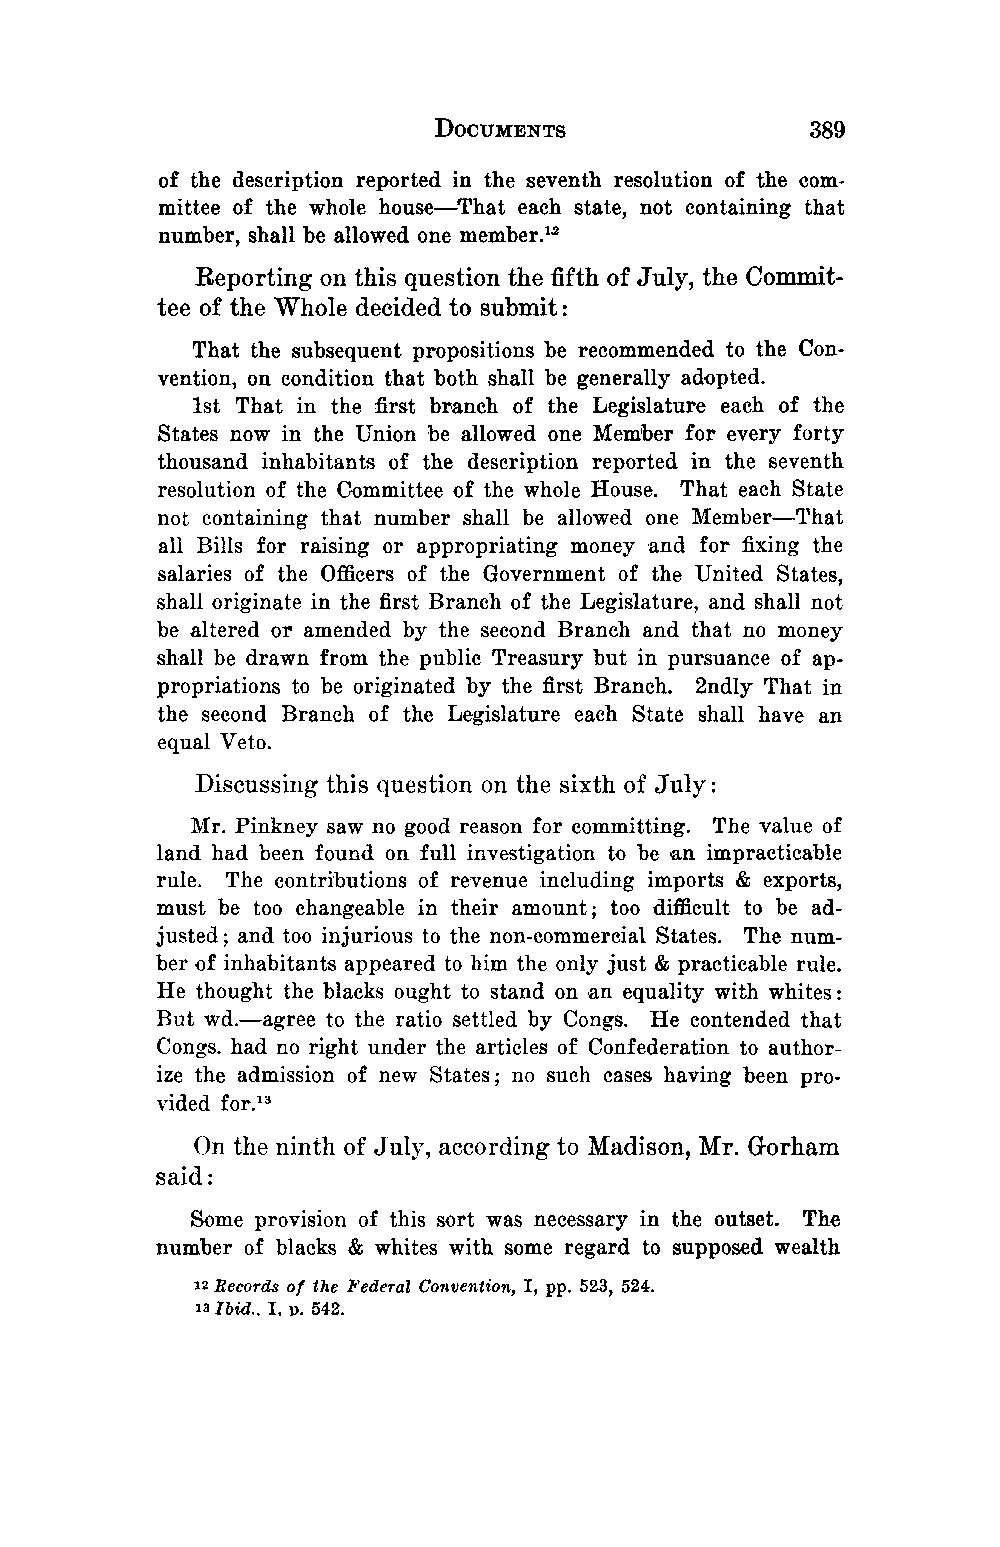 DOCUMENTS 389
of the description reported in the seventh resolution of the com-
mittee of the whole house—That each state, not containing that
number, shall be allowed one member.12
Reporting on this question the fifth of July, the Commit-
tee of the Whole decided to submit:
That the subsequent propositions be recommended to the Con-
vention, on condition that both shall be generally adopted.
1st That in the first branch of the Legislature each of the
States now in the Union be allowed one Member for every forty
thousand inhabitants of the description reported in the seventh
resolution of the Committee of the whole House. That each State
not containing that number shall be allowed one Member—That
all Bills for raising or appropriating money and for fixing the
salaries of the Officers of the Government of the United States,
shall originate in the first Branch of the Legislature, and shall not
be altered or amended by the second Branch and that no money
shall be drawn from the public Treasury but in pursuance of ap-
propriations to be originated by the first Branch. 2ndly That in
the second Branch of the Legislature each State shall have an
equal Veto.
Discussing this question on the sixth of July:
Mr. Pinkney saw no good reason for committing. The value of
land had been found on full investigation to be an impracticable
rule. The contributions of revenue including imports & exports,
must be too changeable in their amount; too difficult to be ad-
justed; and too injurious to the non-commercial States. The num-
ber of inhabitants appeared to him the only just & practicable rule.
He thought the blacks ought to stand on an equality with whites:
But wd.—agree to the ratio settled by Congs. He contended that
Congs. had no right under the articles of Confederation to author-
ize the admission of new States; no such cases having been pro-
vided for.13
On the ninth of July, according to Madison, Mr. Gorham
said:
Some provision of this sort was necessary in the outset. The
number of blacks & whites with some regard to supposed wealth
12 Records of the Federal Convention, I, pp. 523, 524.
13 Ibid., I, p. 542.